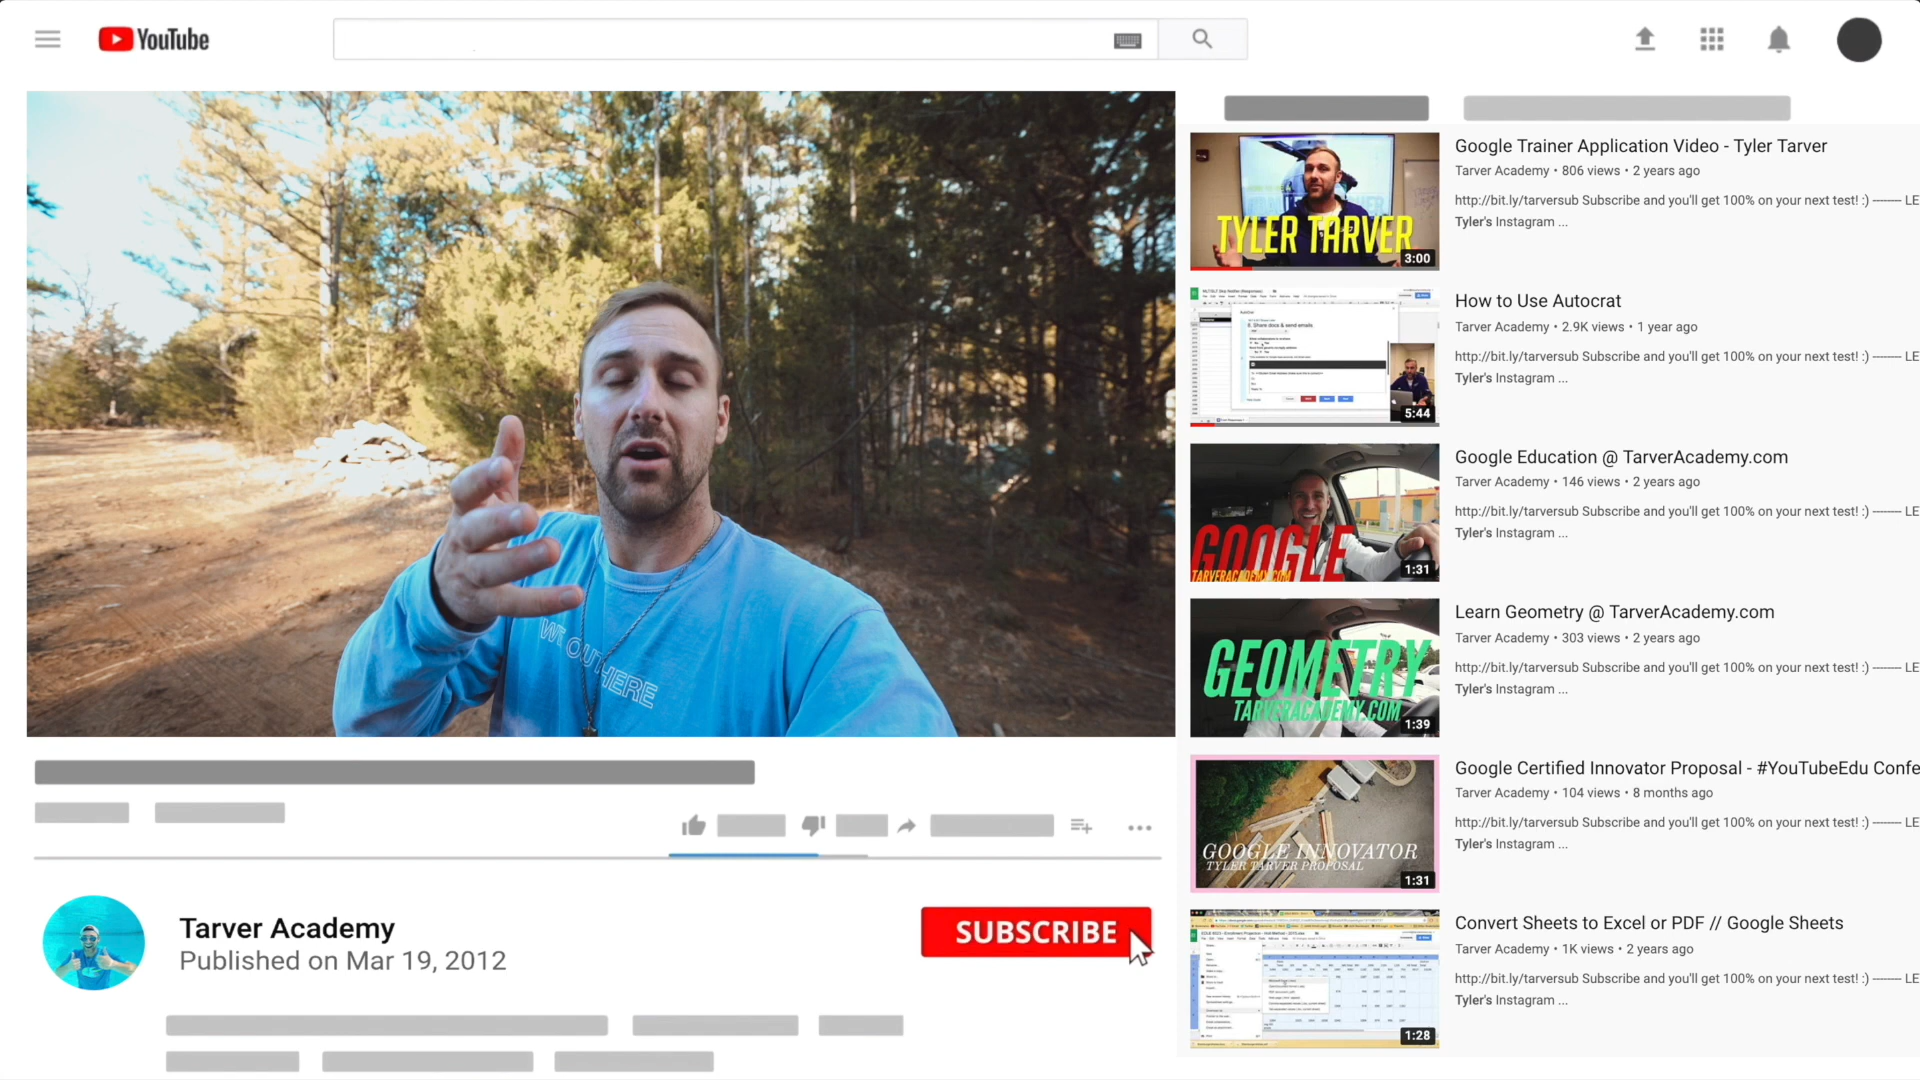 YouTube
WE OUTHERE
Tarver Academy
Published on Mar 19, 2012
SUBSCRIBE
TYLER TARVER
3:00
Google Trainer Application Video - Tyler Tarver
Tarver Academy • 806 views • 2 years ago
http://bit.ly/tarversub Subscribe and you'll get 100% on your next test! :) -------- LE
Tyler's Instagram ...
8. Share docs & send emails
5:44
How to Use Autocrat
Tarver Academy • 2.9K views • 1 year ago
http://bit.ly/tarversub Subscribe and you'll get 100% on your next test! :) -------- LE
Tyler's Instagram ...
GOOGLE
TARVERACADEMY.COM
1:31
Google Education @ TarverAcademy.com
Tarver Academy • 146 views • 2 years ago
http://bit.ly/tarversub Subscribe and you'll get 100% on your next test! :) -------- LE
Tyler's Instagram ...
GEOMETRY
TARVERACADEMY.COM
1:39
Learn Geometry @ TarverAcademy.com
Tarver Academy • 303 views • 2 years ago
http://bit.ly/tarversub Subscribe and you'll get 100% on your next test! :) -------- LE
Tyler's Instagram ...
GOOGLE INNOVATOR
TYLER TARVER PROPOSAL
1:31
Google Certified Innovator Proposal - #YouTubeEdu Confe
Tarver Academy • 104 views • 8 months ago
http://bit.ly/tarversub Subscribe and you'll get 100% on your next test! :) -------- LE
Tyler's Instagram ...
1:28
Convert Sheets to Excel or PDF // Google Sheets
Tarver Academy • 1K views • 2 years ago
http://bit.ly/tarversub Subscribe and you'll get 100% on your next test! :) -------- LE
Tyler's Instagram ...